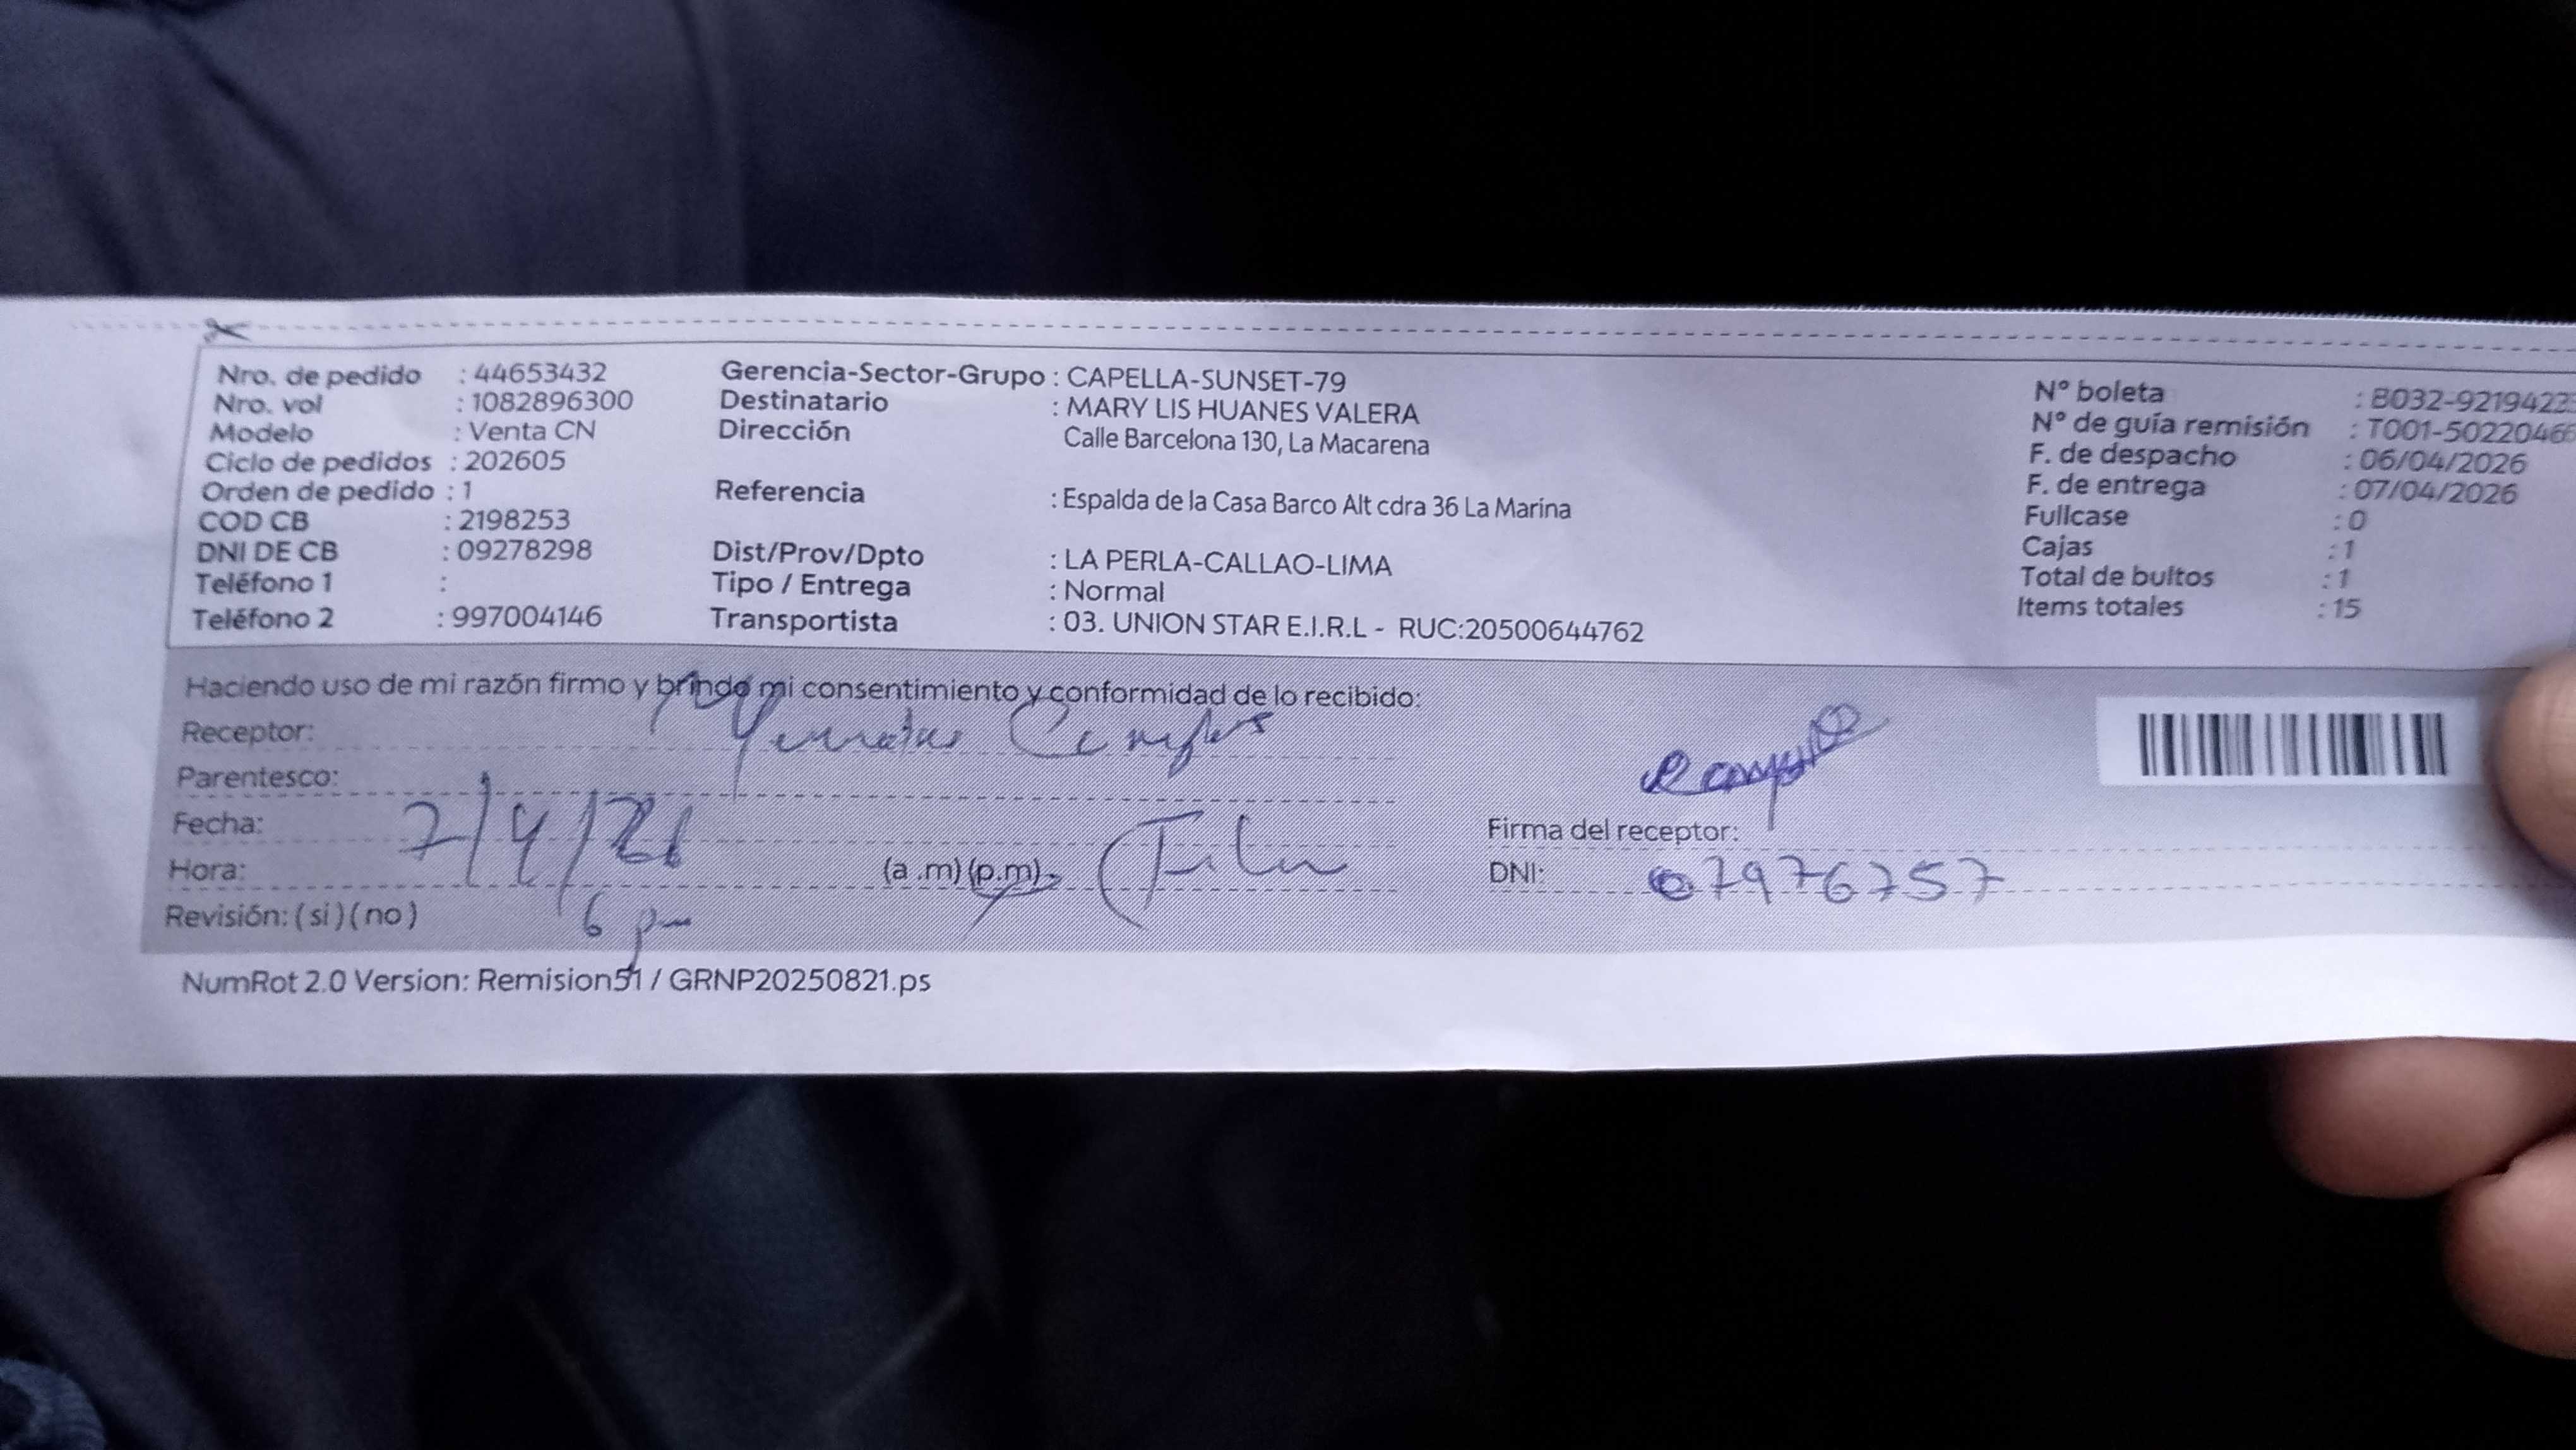 Nro. de pedido : 44653432
Nro. vol : 1082896300
Modelo : Venta CN
Ciclo de pedidos : 202605
Orden de pedido : 1
COD CB : 2198253
DNI DE CB : 09278298
Teléfono 1 :
Teléfono 2 : 997004146
Gerencia-Sector-Grupo : CAPELLA-SUNSET-79
Destinatario : MARY LIS HUANES VALERA
Dirección Calle Barcelona 130, La Macarena
Referencia : Espalda de la Casa Barco Alt cdra 36 La Marina
Dist/Prov/Dpto : LA PERLA-CALLAO-LIMA
Tipo / Entrega : Normal
Transportista : 03. UNION STAR E.I.R.L - RUC:20500644762
N° boleta : B032-9219423
N° de guía remisión : T001-5022046
F. de despacho : 06/04/2026
F. de entrega : 07/04/2026
Fullcase : 0
Cajas : 1
Total de bultos : 1
Items totales : 15
Haciendo uso de mi razón firmo y brindo mi consentimiento y conformidad de lo recibido:
Receptor:
Parentesco:
Fecha: 7/4/26
Hora: 6 pm (a .m) (p.m)
Revisión: (si) (no)
Firma del receptor:
DNI: 07976757
NumRot 2.0 Version: Remision51 / GRNP20250821.ps